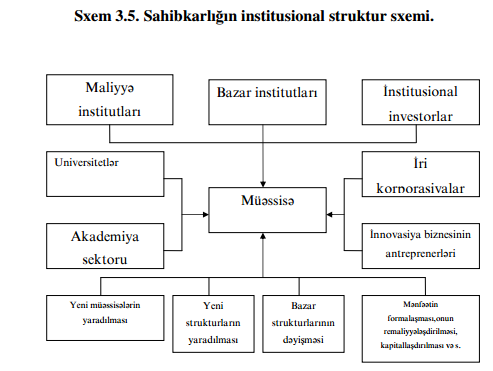 Sxem 3.5. Sahibkarlığın institusional struktur sxemi.
Maliyyə
institutları
Bazar institutları
İnstitusional
investorlar
Universitetlər
İri
korporasivalar
Müəssisə
Akademiya
sektoru
İnnovasiya biznesinin
antreprenerləri
Yeni müəssisələrin
yaradılması
Yeni
strukturların
yaradılması
Bazar
strukturlarının
dəyişməsi
Mənfəətin
formalaşması,onun
remaliyyələşdirilməsi,
kapitallaşdırılması və s.